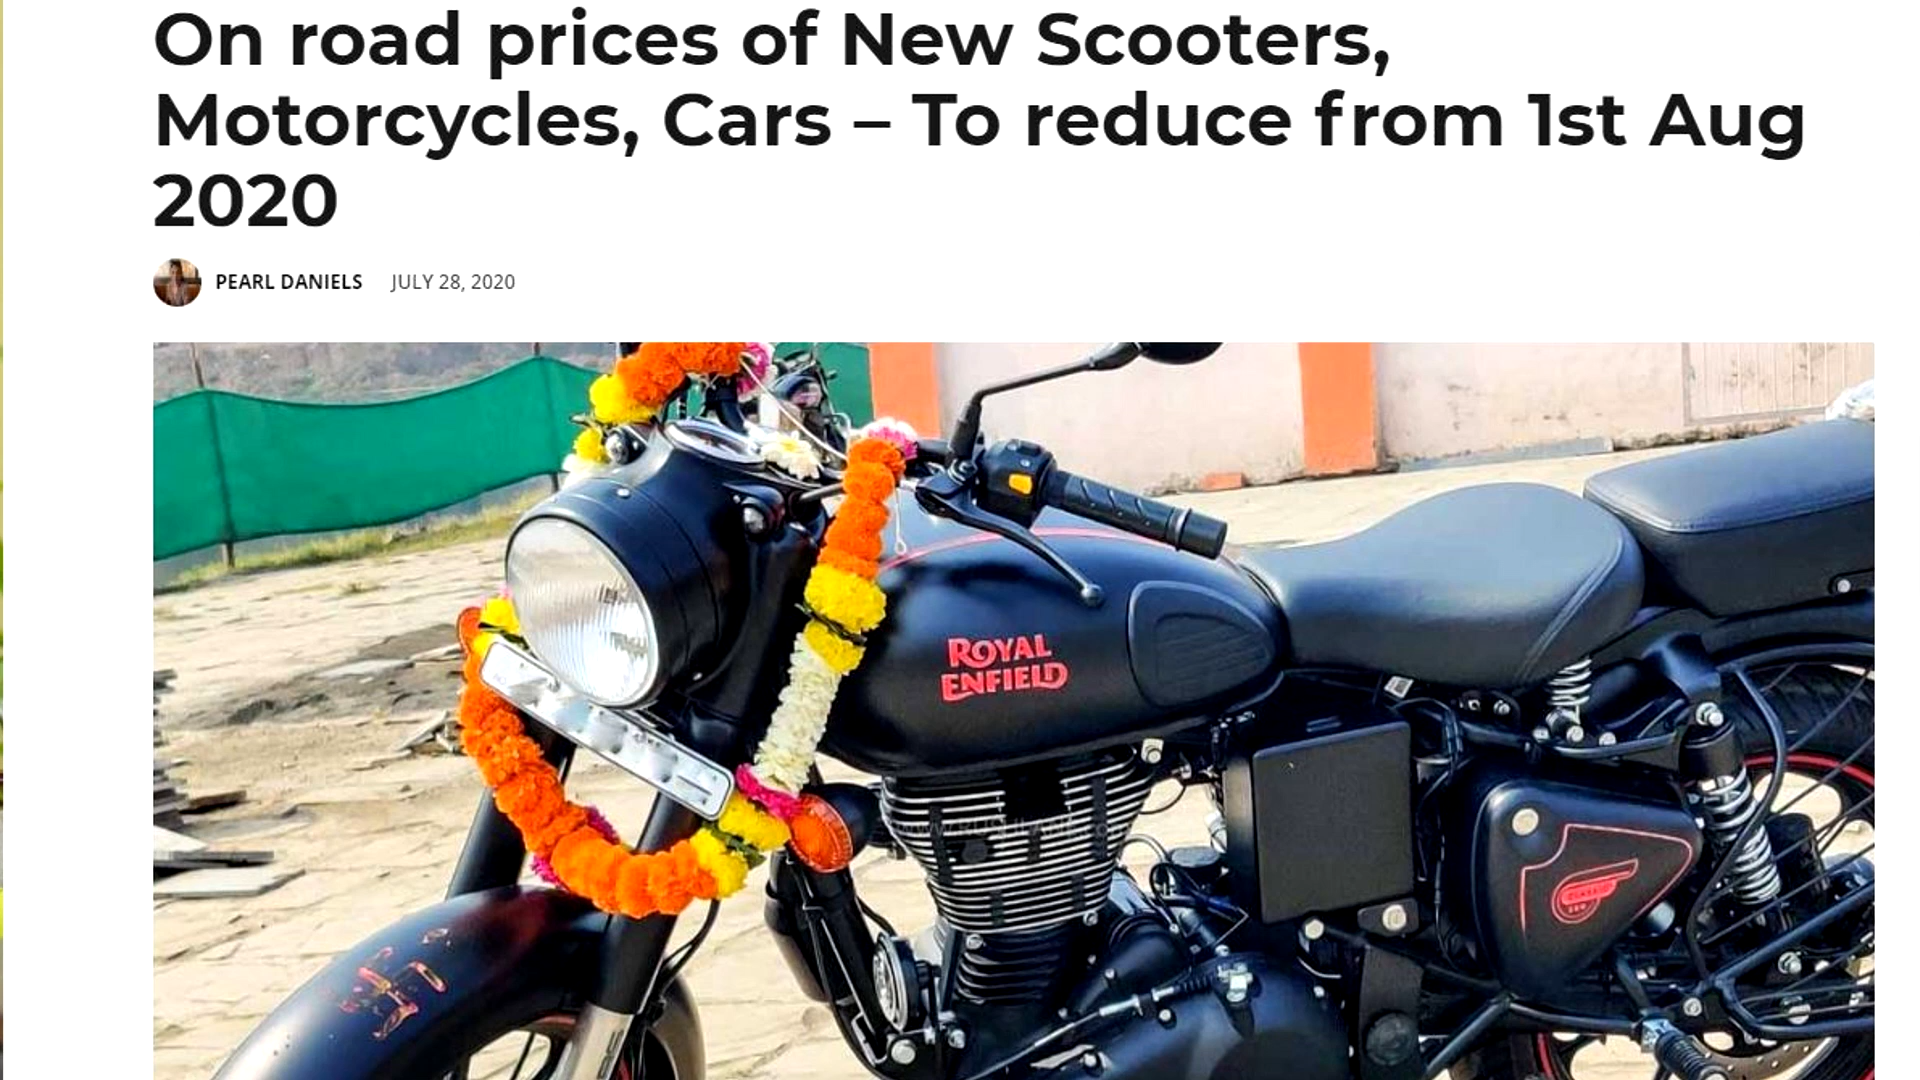 On road prices of New Scooters,
Motorcycles, Cars – To reduce from 1st Aug
2020
PEARL DANIELS JULY 28, 2020
ROYAL
ENFIELD